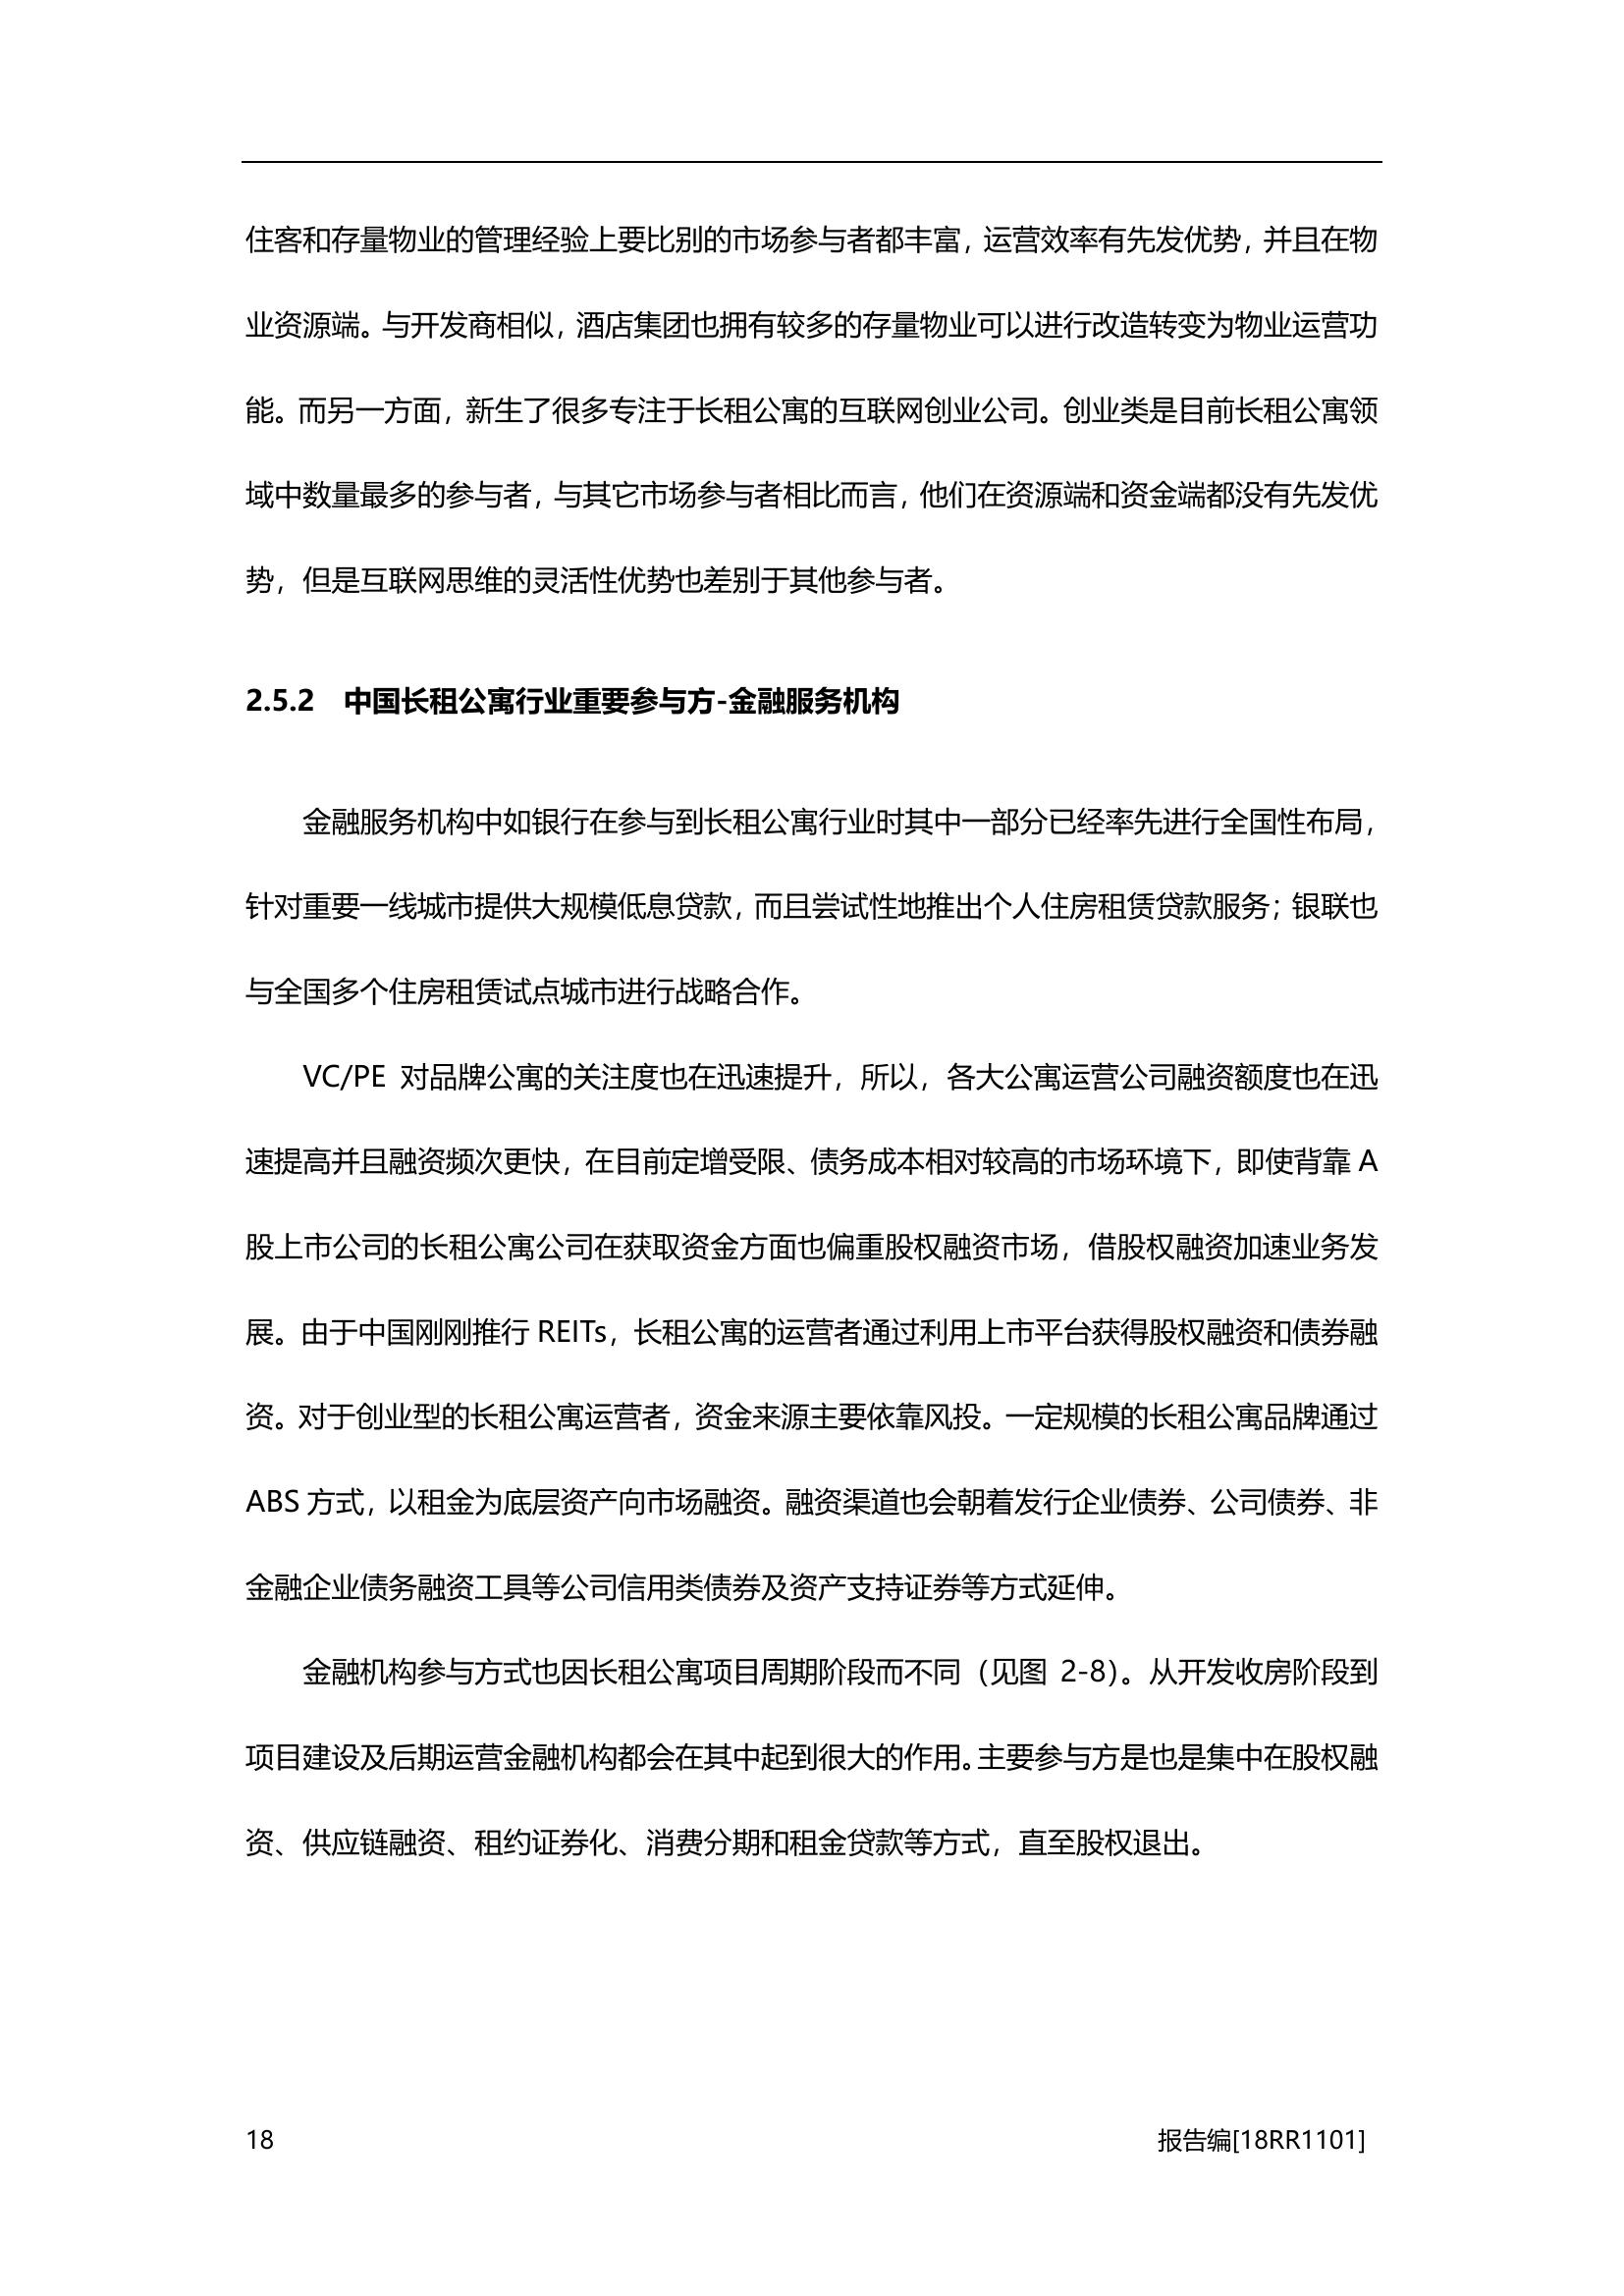 住客和存量物业的管理经验上要比别的市场参与者都丰富，运营效率有先发优势，并且在物
业资源端。与开发商相似，酒店集团也拥有较多的存量物业可以进行改造转变为物业运营功
能。而另一方面，新生了很多专注于长租公寓的互联网创业公司。创业类是目前长租公寓领
域中数量最多的参与者，与其它市场参与者相比而言，他们在资源端和资金端都没有先发优
势，但是互联网思维的灵活性优势也差别于其他参与者。
2.5.2 中国长租公寓行业重要参与方-金融服务机构
金融服务机构中如银行在参与到长租公寓行业时其中一部分已经率先进行全国性布局，
针对重要一线城市提供大规模低息贷款，而且尝试性地推出个人住房租赁贷款服务；银联也
与全国多个住房租赁试点城市进行战略合作。
VC/PE 对品牌公寓的关注度也在迅速提升，所以，各大公寓运营公司融资额度也在迅
速提高并且融资频次更快，在目前定增受限、债务成本相对较高的市场环境下，即使背靠 A
股上市公司的长租公寓公司在获取资金方面也偏重股权融资市场，借股权融资加速业务发
展。由于中国刚刚推行 REITs，长租公寓的运营者通过利用上市平台获得股权融资和债券融
资。对于创业型的长租公寓运营者，资金来源主要依靠风投。一定规模的长租公寓品牌通过
ABS 方式，以租金为底层资产向市场融资。融资渠道也会朝着发行企业债券、公司债券、非
金融企业债务融资工具等公司信用类债券及资产支持证券等方式延伸。
金融机构参与方式也因长租公寓项目周期阶段而不同（见图 2-8）。从开发收房阶段到
项目建设及后期运营金融机构都会在其中起到很大的作用。主要参与方是也是集中在股权融
资、供应链融资、租约证券化、消费分期和租金贷款等方式，直至股权退出。
18 报告编[18RR1101]